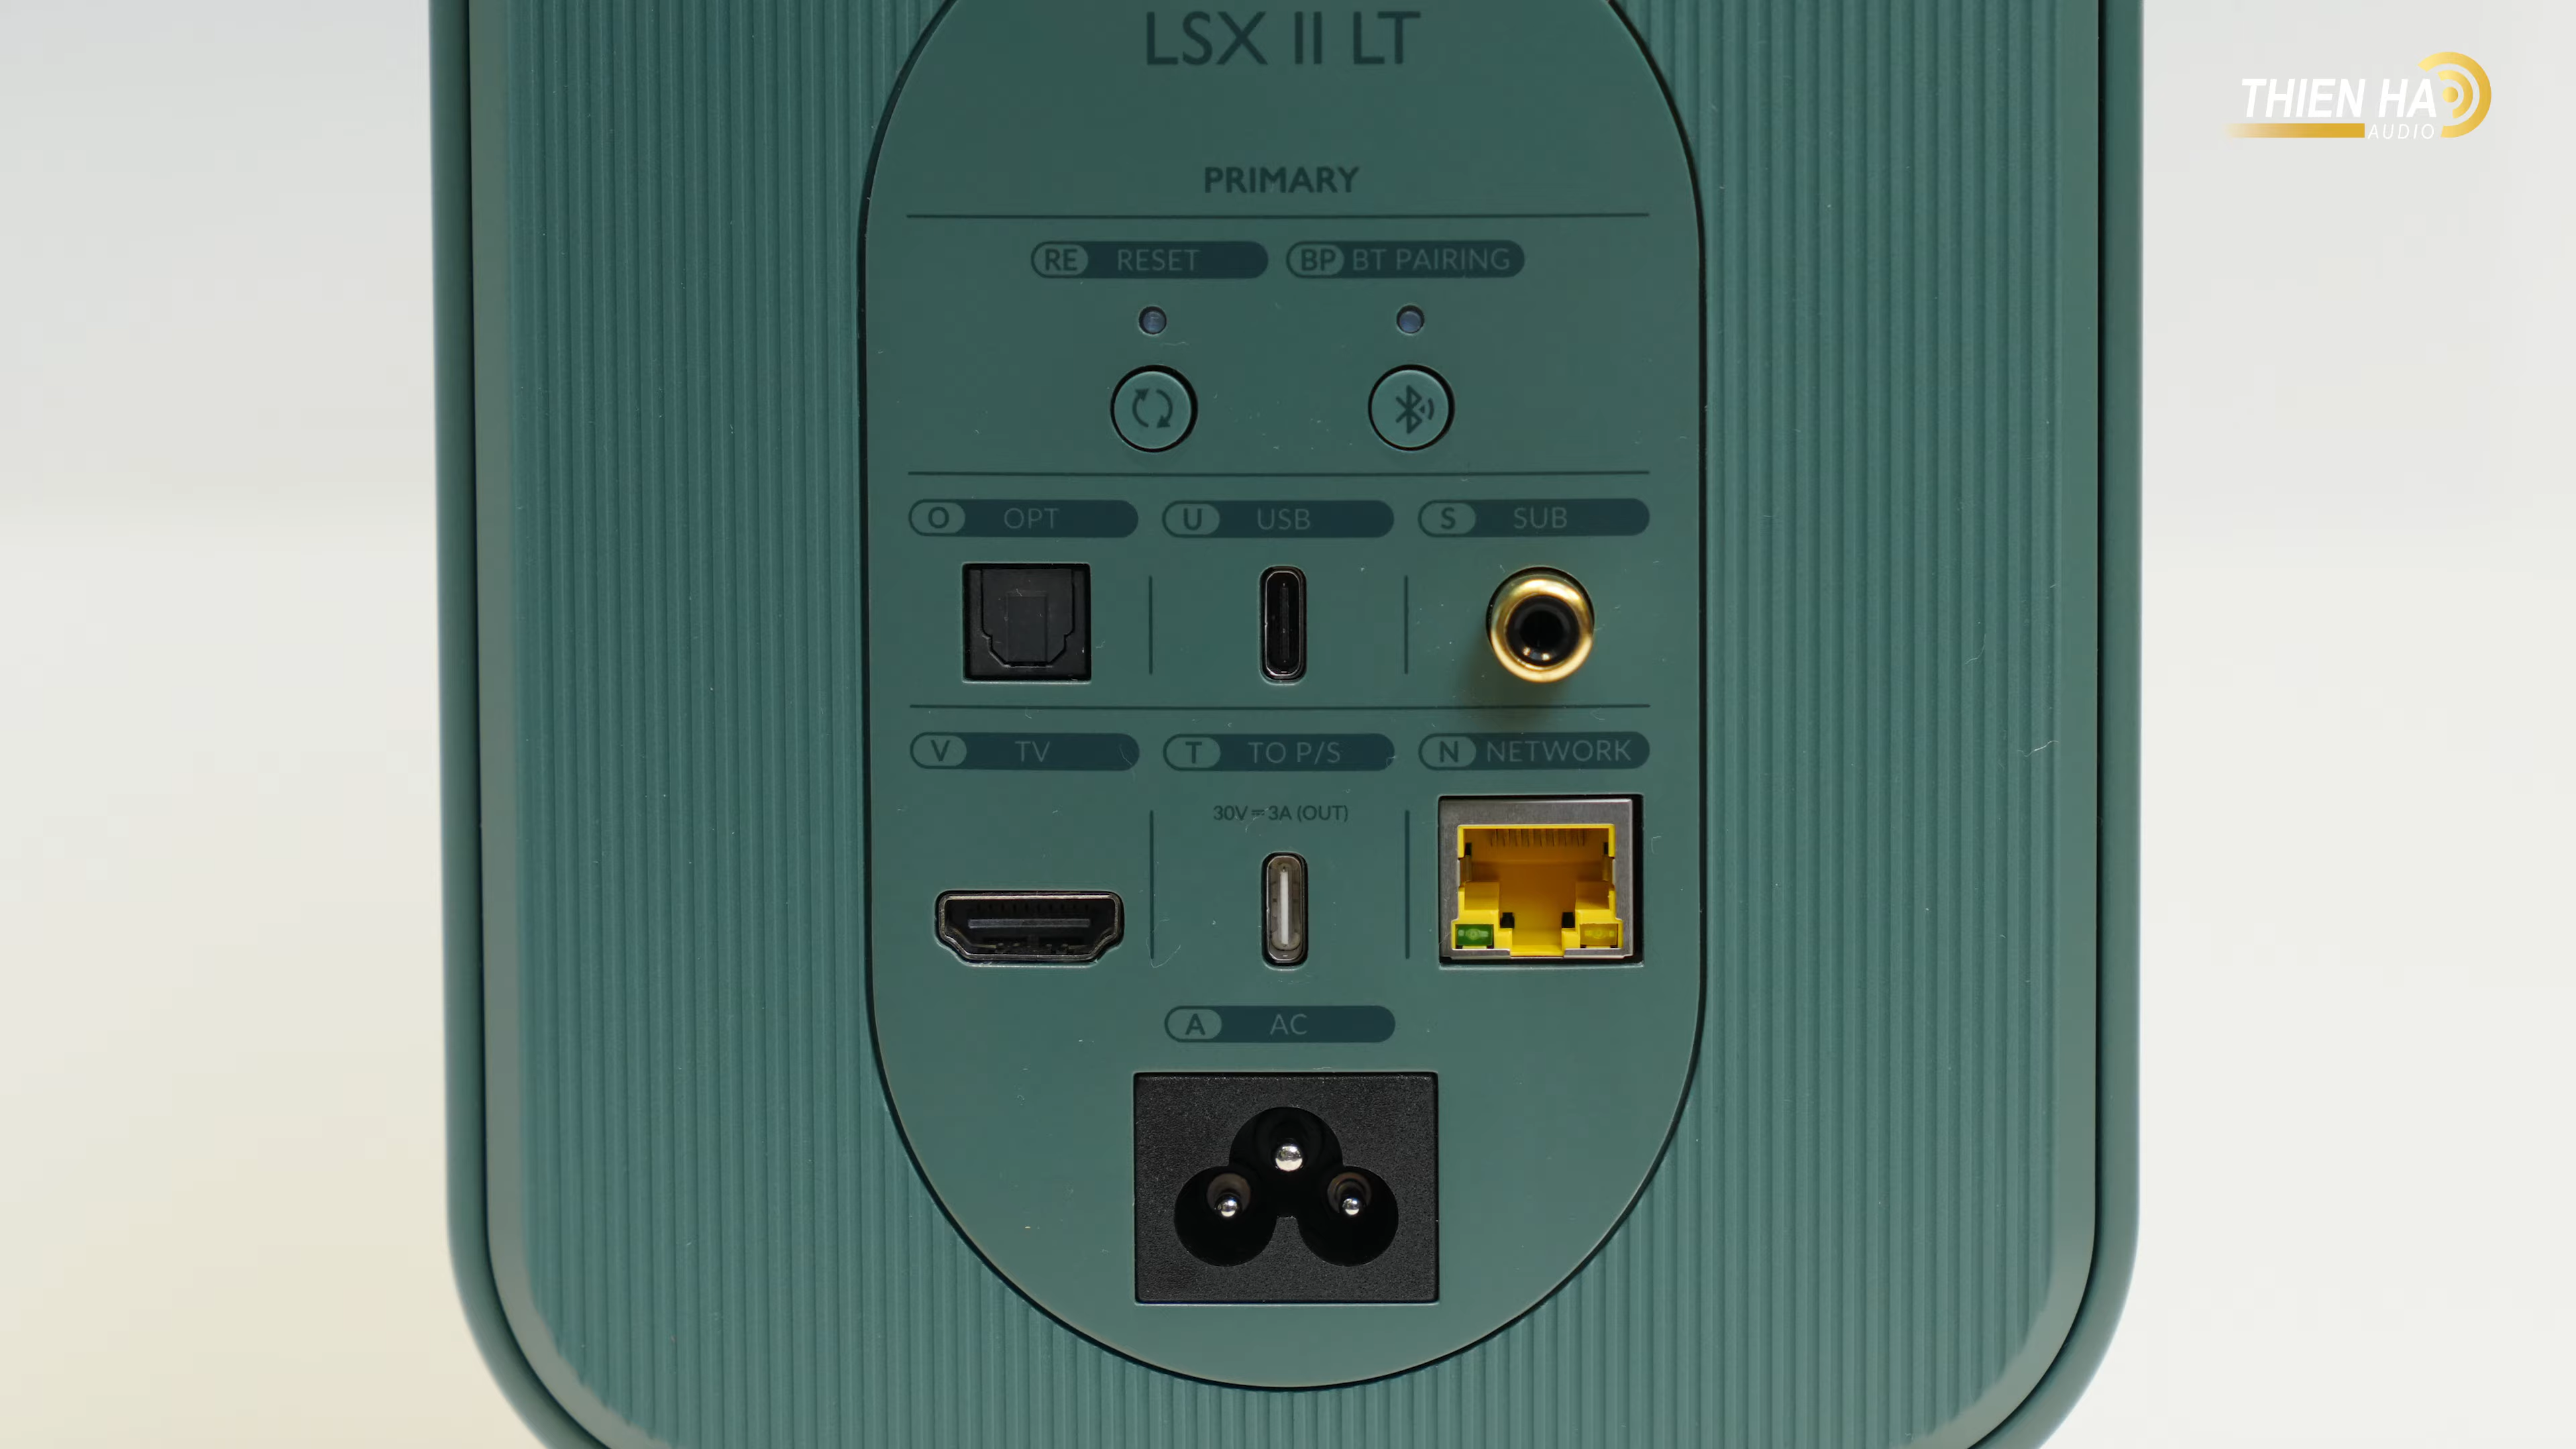 LSX II LT
THIEN HA
AUDIO
PRIMARY
RE RESET BP BT PAIRING
O OPT U USB S SUB
V TV T TO P/S N NETWORK
30V⎓3A (OUT)
A AC